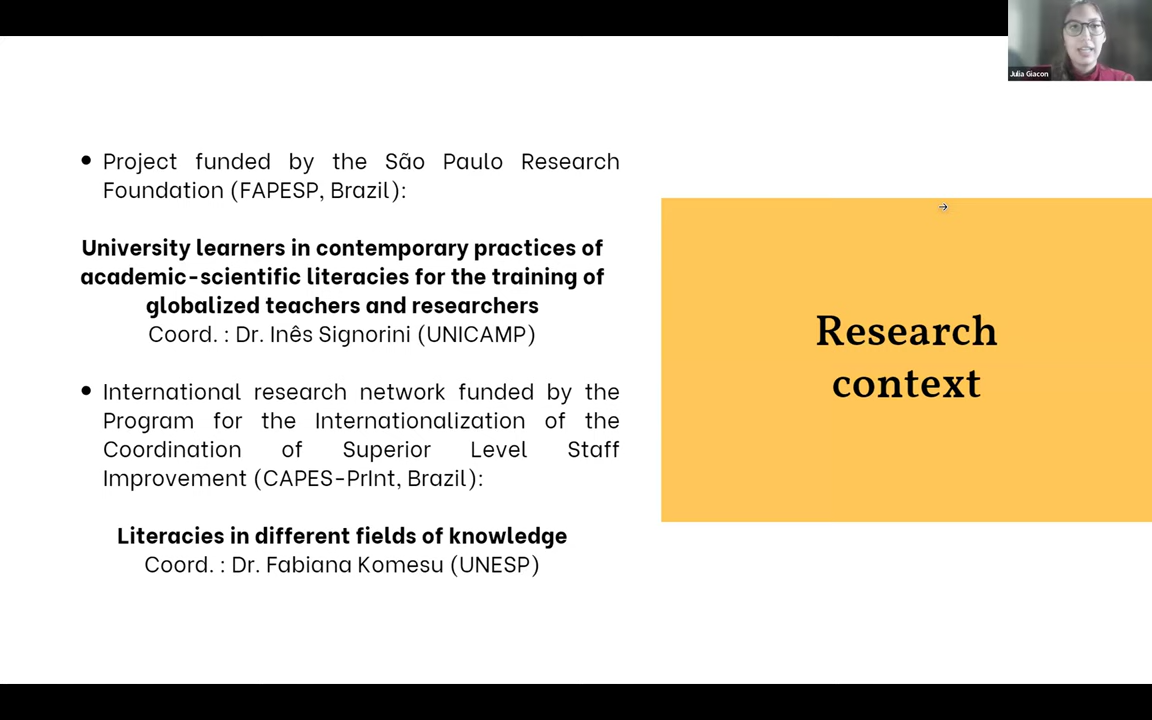 Julia Giacon
• Project funded by the São Paulo Research
Foundation (FAPESP, Brazil):
University learners in contemporary practices of
academic-scientific literacies for the training of
globalized teachers and researchers
Coord. : Dr. Inês Signorini (UNICAMP)
• International research network funded by the
Program for the Internationalization of the
Coordination of Superior Level Staff
Improvement (CAPES-PrInt, Brazil):
Literacies in different fields of knowledge
Coord. : Dr. Fabiana Komesu (UNESP)
Research
context